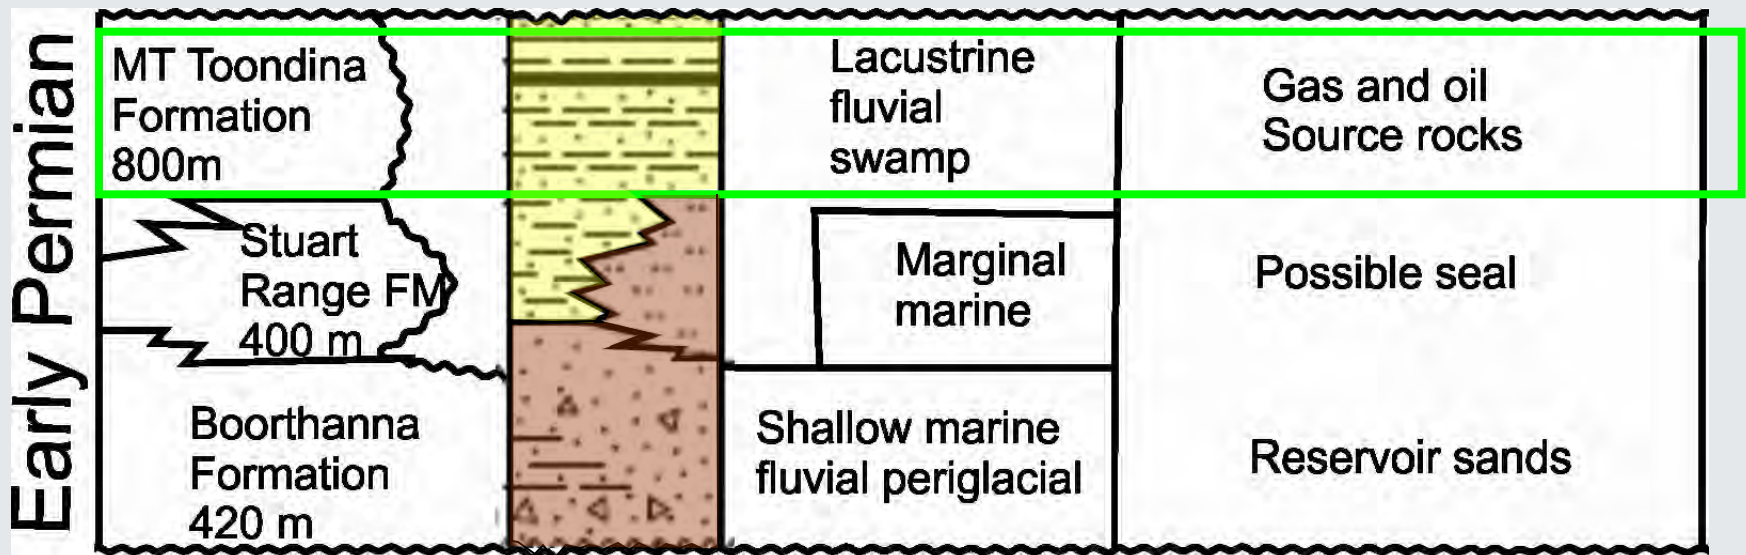 Early Permian
MT Toondina
Formation
800m
Lacustrine
fluvial
swamp
Gas and oil
Source rocks
Stuart
Range FM
400 m
Marginal
marine
Possible seal
Boorthanna
Formation
420 m
Shallow marine
fluvial periglacial
Reservoir sands